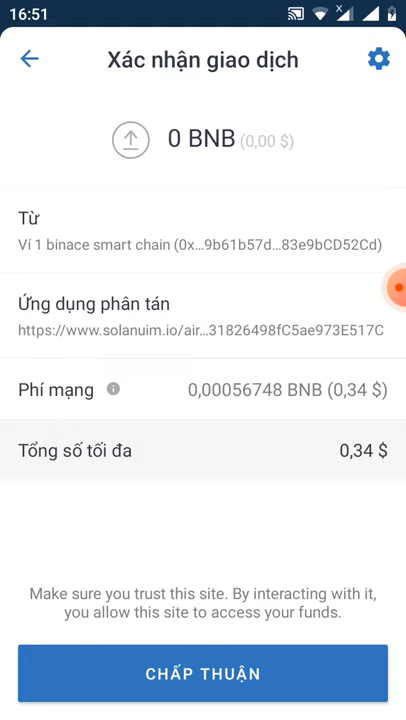 16:51
Xác nhận giao dịch
0 BNB (0,00 $)
Từ
Ví 1 binace smart chain (0x...9b61b57d...83e9bCD52Cd)
Ứng dụng phân tán
https://www.solanuim.io/air...31826498fC5ae973E517C
Phí mạng 0,00056748 BNB (0,34 $)
Tổng số tối đa 0,34 $
Make sure you trust this site. By interacting with it,
you allow this site to access your funds.
CHẤP THUẬN